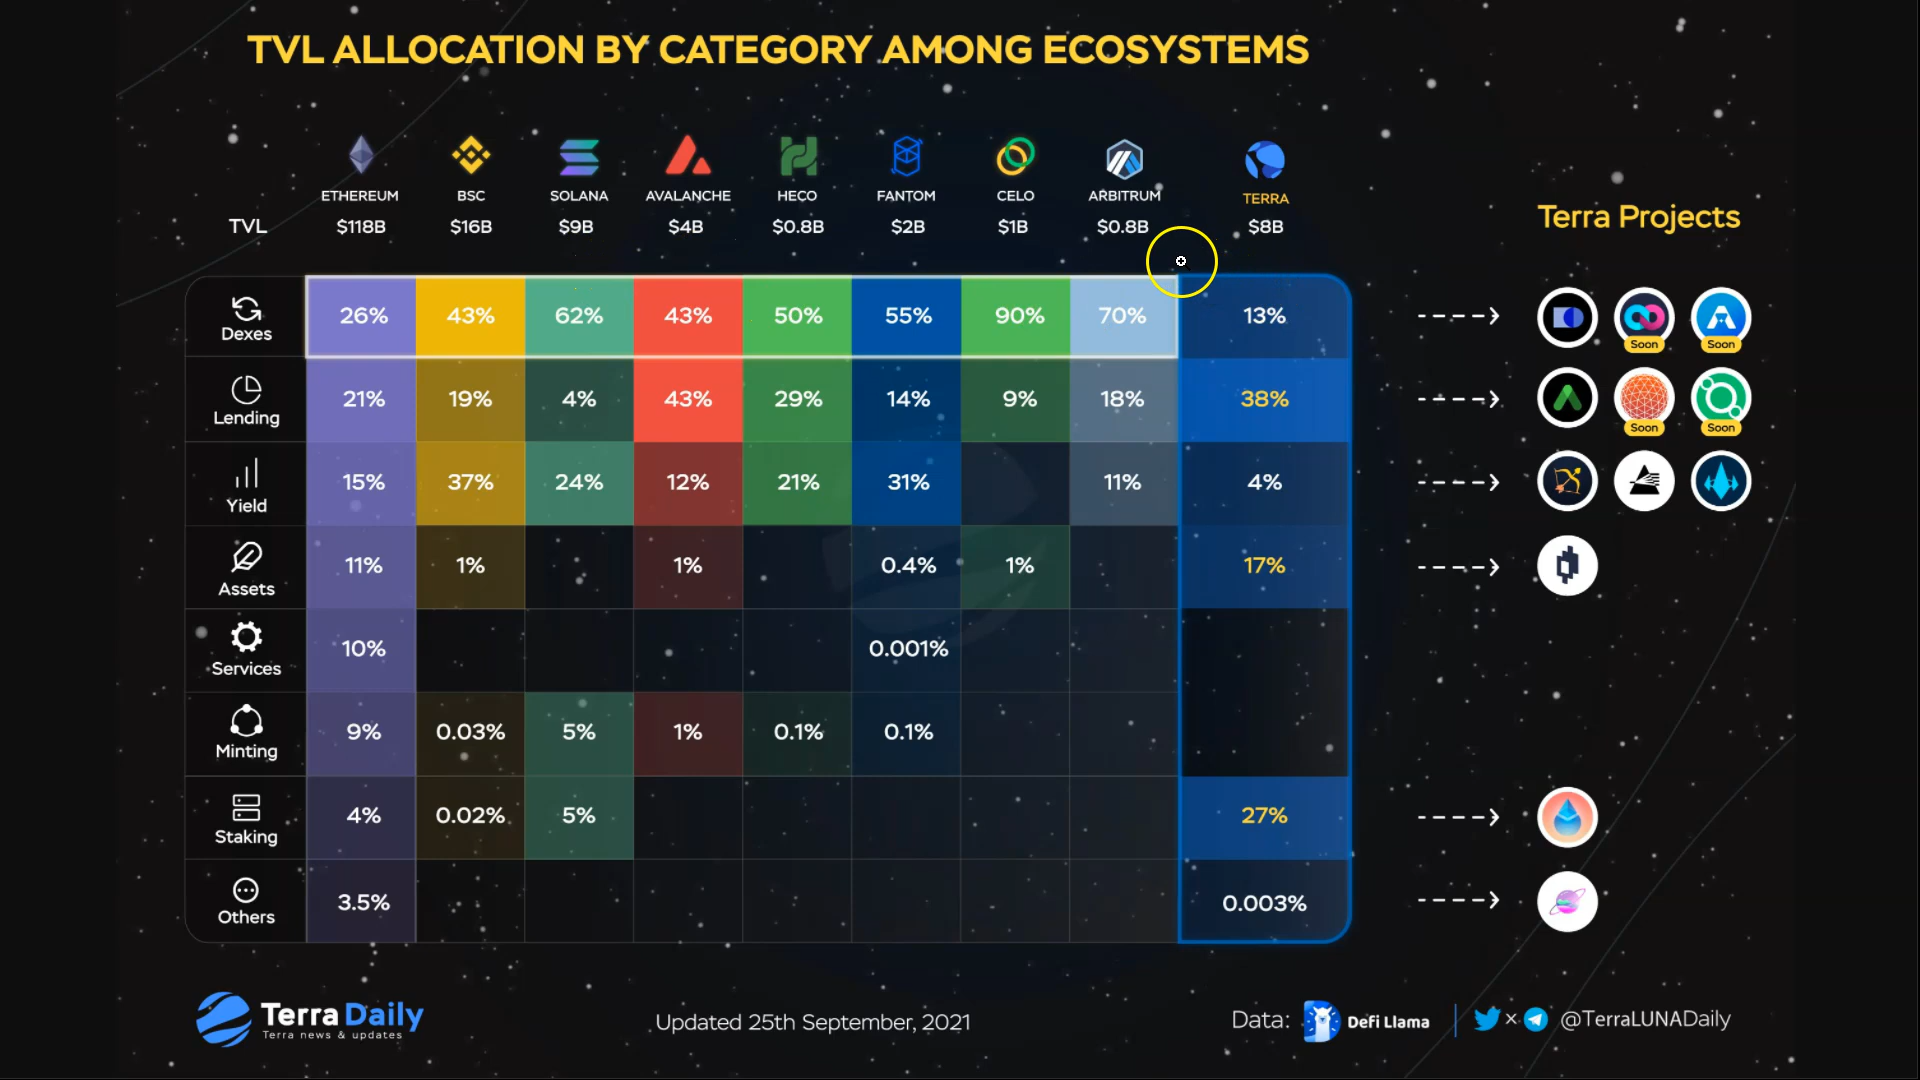 TVL ALLOCATION BY CATEGORY AMONG ECOSYSTEMS
ETHEREUM BSC SOLANA AVALANCHE HECO FANTOM CELO ARBITRUM TERRA
TVL $118B $16B $9B $4B $0.8B $2B $1B $0.8B $8B
Terra Projects
Dexes 26% 43% 62% 43% 50% 55% 90% 70% 13%
Soon Soon
Lending 21% 19% 4% 43% 29% 14% 9% 18% 38%
Soon Soon
Yield 15% 37% 24% 12% 21% 31% 11% 4%
Assets 11% 1% 1% 0.4% 1% 17%
Services 10% 0.001%
Minting 9% 0.03% 5% 1% 0.1% 0.1%
Staking 4% 0.02% 5% 27%
Others 3.5% 0.003%
Terra Daily
Terra news & updates
Updated 25th September, 2021
Data: Defi Llama
@TerraLUNADaily